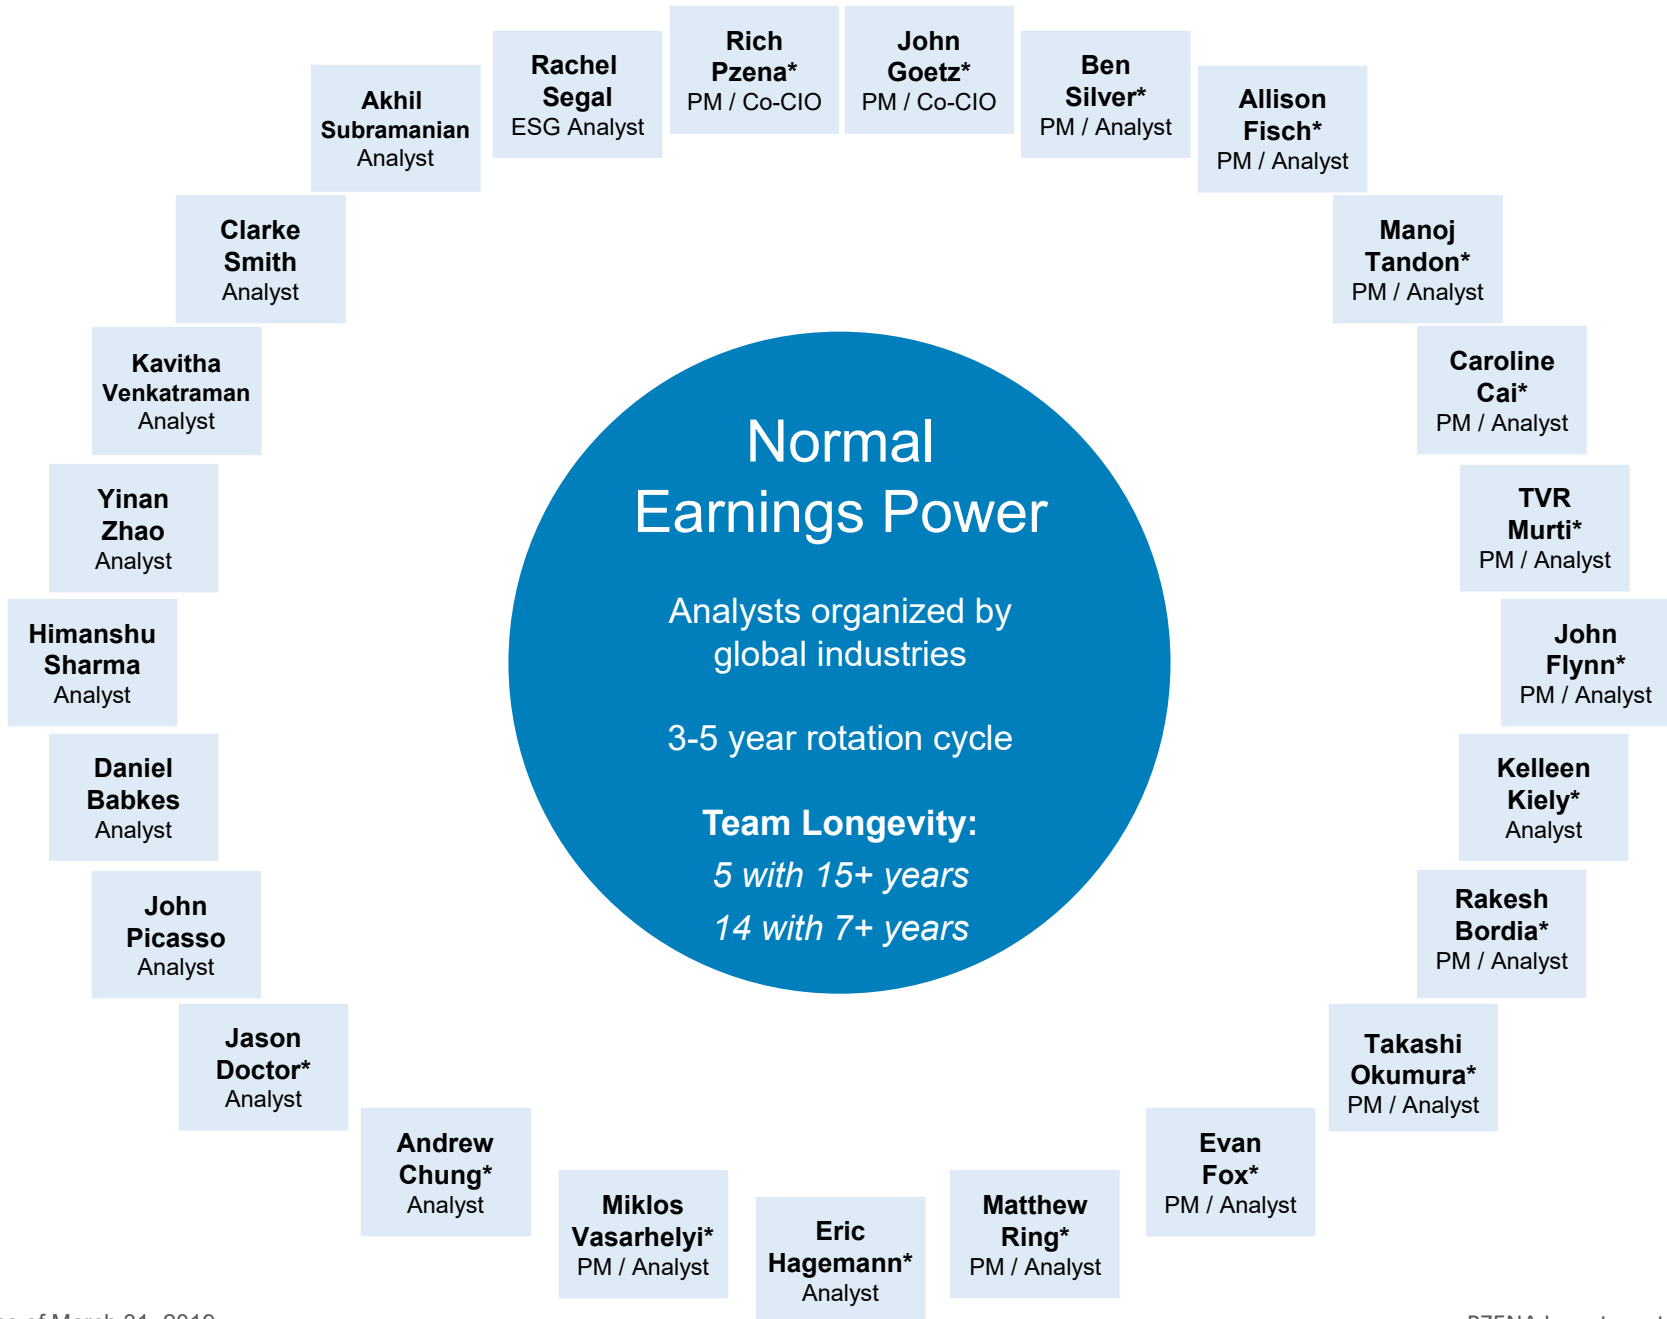 Rich
Pzena*
PM / Co-CIO
John
Goetz*
PM / Co-CIO
Ben
Silver*
PM / Analyst
Allison
Fisch*
PM / Analyst
Manoj
Tandon*
PM / Analyst
Caroline
Cai*
PM / Analyst
TVR
Murti*
PM / Analyst
John
Flynn*
PM / Analyst
Kelleen
Kiely*
Analyst
Rakesh
Bordia*
PM / Analyst
Takashi
Okumura*
PM / Analyst
Evan
Fox*
PM / Analyst
Matthew
Ring*
PM / Analyst
Eric
Hagemann*
Analyst
Miklos
Vasarhelyi*
PM / Analyst
Andrew
Chung*
Analyst
Jason
Doctor*
Analyst
John
Picasso
Analyst
Daniel
Babkes
Analyst
Himanshu
Sharma
Analyst
Yinan
Zhao
Analyst
Kavitha
Venkatraman
Analyst
Clarke
Smith
Analyst
Akhil
Subramanian
Analyst
Rachel
Segal
ESG Analyst
Normal
Earnings Power
Analysts organized by
global industries
3-5 year rotation cycle
Team Longevity:
5 with 15+ years
14 with 7+ years
of March 31, 2019